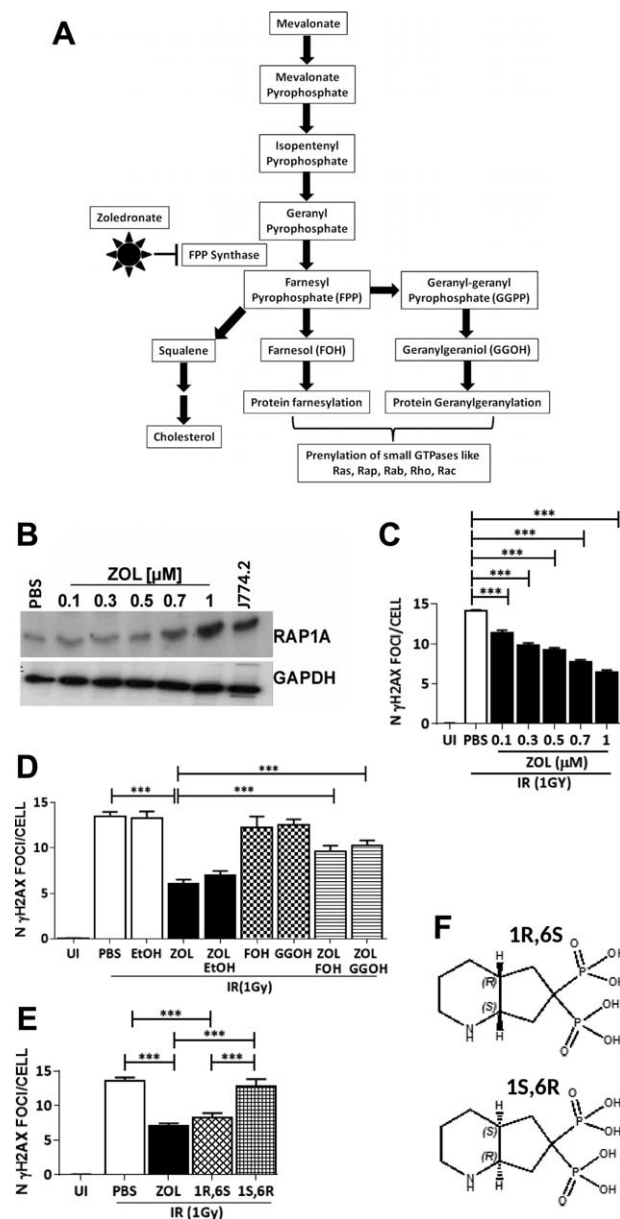 A
Mevalonate
Mevalonate
Pyrophosphate
Isopentenyl
Pyrophosphate
Geranyl
Pyrophosphate
Zoledronate
FPP Synthase
Farnesyl
Pyrophosphate (FPP)
Geranyl-geranyl
Pyrophosphate (GGPP)
Squalene
Farnesol (FOH)
Geranylgeraniol (GGOH)
Cholesterol
Protein farnesylation
Protein Geranylgeranylation
Prenylation of small GTPases like
Ras, Rap, Rab, Rho, Rac
B
ZOL [µM]
PBS 0.1 0.3 0.5 0.7 1 J774.2
RAP1A
GAPDH
C
***
***
***
***
***
N γH2AX FOCI/CELL
15
10
5
0
UI PBS 0.1 0.3 0.5 0.7 1
ZOL (µM)
IR (1GY)
D
***
*** ***
N γH2AX FOCI/CELL
15
10
5
0
UI PBS EtOH ZOL ZOL EtOH FOH GGOH ZOL FOH ZOL GGOH
IR(1Gy)
E
***
***
*** ***
N γH2AX FOCI/CELL
15
10
5
0
UI PBS ZOL 1R,6S 1S,6R
IR (1Gy)
F
1R,6S
H
(R)
(S)
N
H
H
O
P
OH
OH
OH
P
OH
O
1S,6R
H
(S)
(R)
N
H
H
O
P
OH
OH
OH
P
OH
O